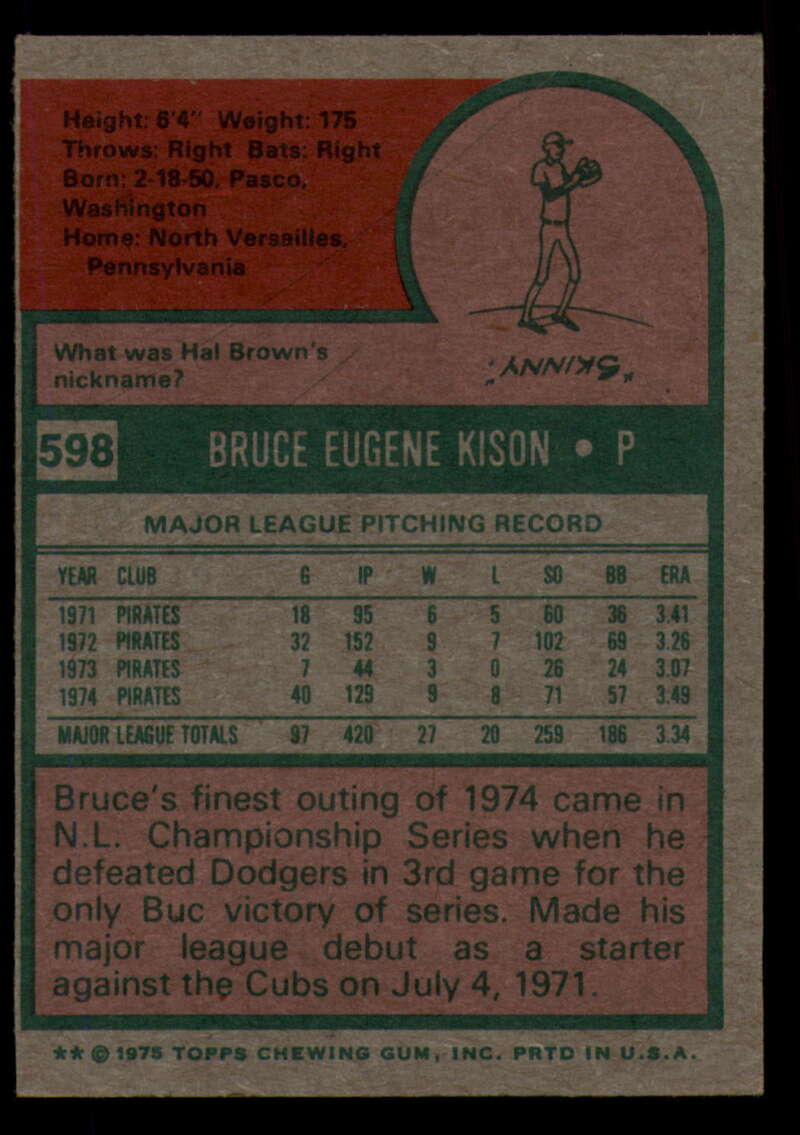 Height: 6'4" Weight: 175
Throws: Right Bats: Right
Born: 2-18-50, Pasco,
Washington
Home: North Versailles,
Pennsylvania
What was Hal Brown's
nickname?
"SKINNY."
598 BRUCE EUGENE KISON • P
MAJOR LEAGUE PITCHING RECORD
YEAR CLUB G IP W L SO BB ERA
1971 PIRATES 18 95 6 5 60 36 3.41
1972 PIRATES 32 152 9 7 102 69 3.26
1973 PIRATES 7 44 3 0 26 24 3.07
1974 PIRATES 40 129 9 8 71 57 3.49
MAJOR LEAGUE TOTALS 97 420 27 20 259 186 3.34
Bruce's finest outing of 1974 came in
N.L. Championship Series when he
defeated Dodgers in 3rd game for the
only Buc victory of series. Made his
major league debut as a starter
against the Cubs on July 4, 1971.
** © 1975 TOPPS CHEWING GUM, INC. PRTD IN U.S.A.